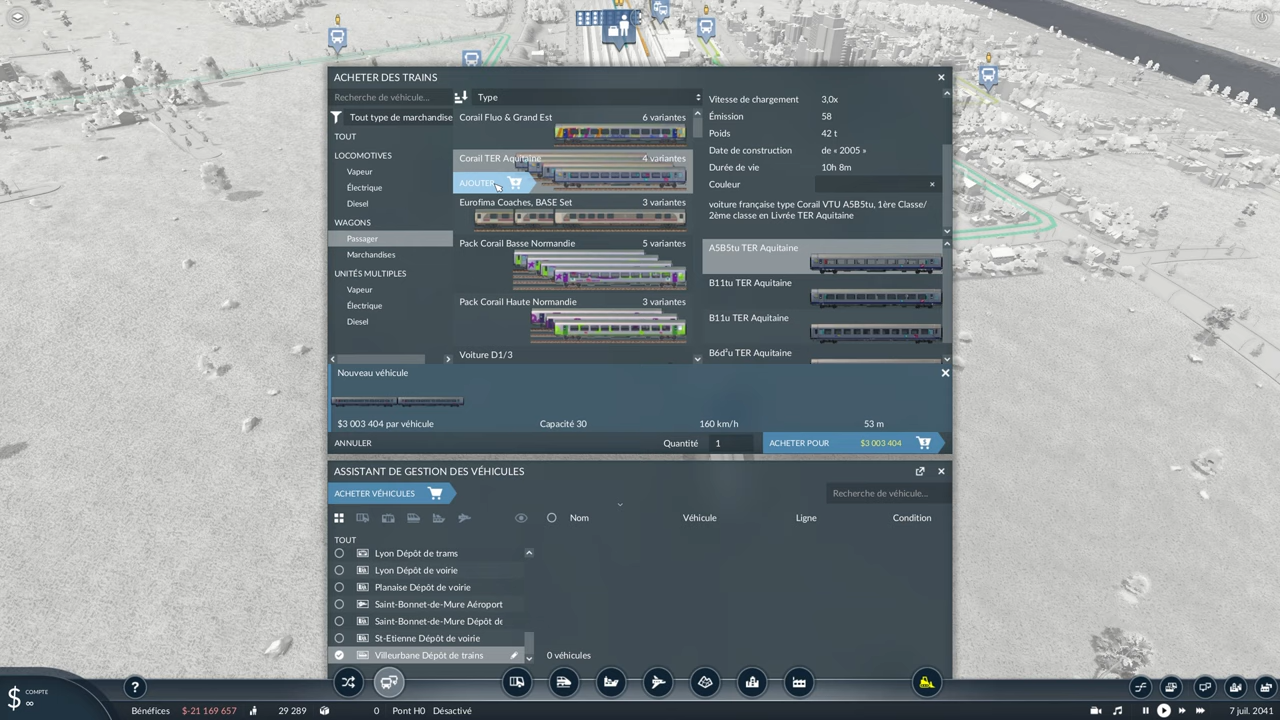 ACHETER DES TRAINS
Recherche de véhicule...
Type
Tout type de marchandise
TOUT
LOCOMOTIVES
Vapeur
Électrique
Diesel
WAGONS
Passager
Marchandises
UNITÉS MULTIPLES
Vapeur
Électrique
Diesel
Corail Fluo & Grand Est
6 variantes
Corail TER Aquitaine
4 variantes
AJOUTER
Eurofima Coaches, BASE Set
3 variantes
Pack Corail Basse Normandie
5 variantes
Pack Corail Haute Normandie
3 variantes
Voiture D1/3
Vitesse de chargement 3,0x
Émission 58
Poids 42 t
Date de construction de « 2005 »
Durée de vie 10h 8m
Couleur
voiture française type Corail VTU A5B5tu, 1ère Classe/
2ème classe en Livrée TER Aquitaine
A5B5tu TER Aquitaine
B11tu TER Aquitaine
B11u TER Aquitaine
B6d²u TER Aquitaine
Nouveau véhicule
$3 003 404 par véhicule
Capacité 30
160 km/h
53 m
ANNULER
Quantité 1
ACHETER POUR $3 003 404
ASSISTANT DE GESTION DES VÉHICULES
ACHETER VÉHICULES
Recherche de véhicule...
Nom
Véhicule
Ligne
Condition
TOUT
Lyon Dépôt de trams
Lyon Dépôt de voirie
Planaise Dépôt de voirie
Saint-Bonnet-de-Mure Aéroport
Saint-Bonnet-de-Mure Dépôt de
St-Etienne Dépôt de voirie
Villeurbane Dépôt de trains
0 véhicules
$ COMPTE
∞
?
Bénéfices $-21 169 657
29 289
0
Pont H0 Désactivé
7 juil. 2041